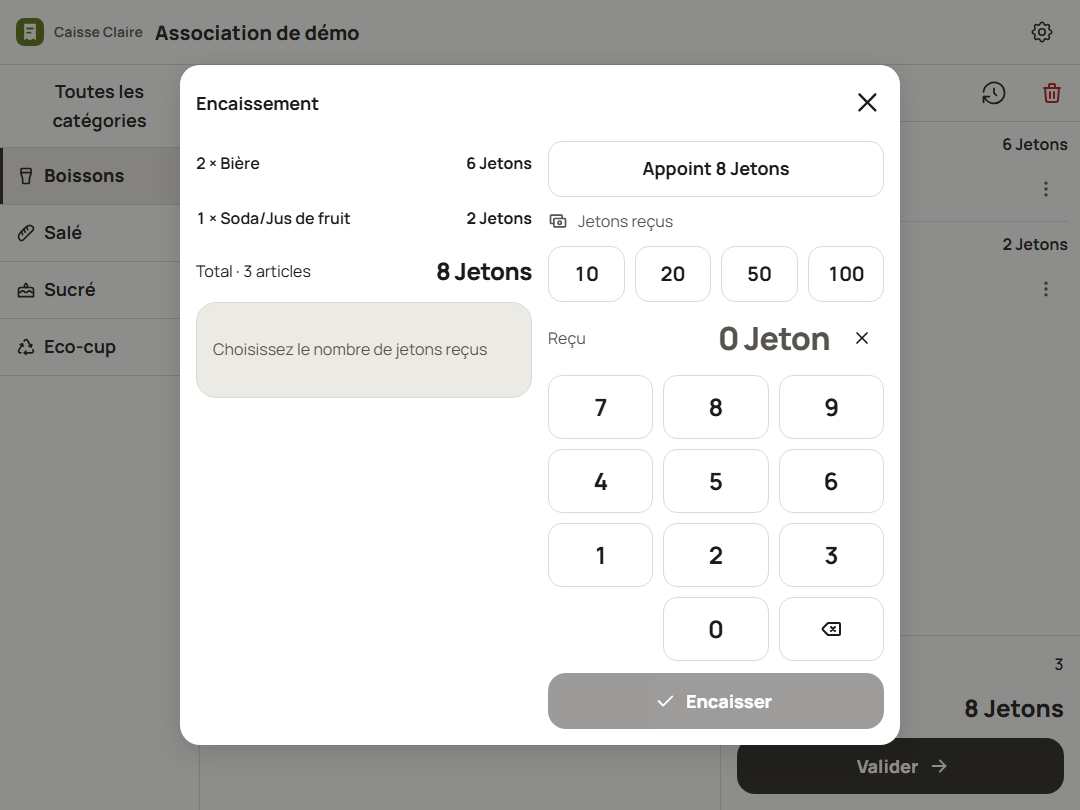 Caisse Claire Association de démo
Toutes les
catégories
Boissons
Salé
Sucré
Eco-cup
Encaissement
2 × Bière 6 Jetons
1 × Soda/Jus de fruit 2 Jetons
Total · 3 articles 8 Jetons
Choisissez le nombre de jetons reçus
Appoint 8 Jetons
Jetons reçus
10 20 50 100
Reçu 0 Jeton
7 8 9
4 5 6
1 2 3
0
Encaisser
6 Jetons
2 Jetons
3
8 Jetons
Valider